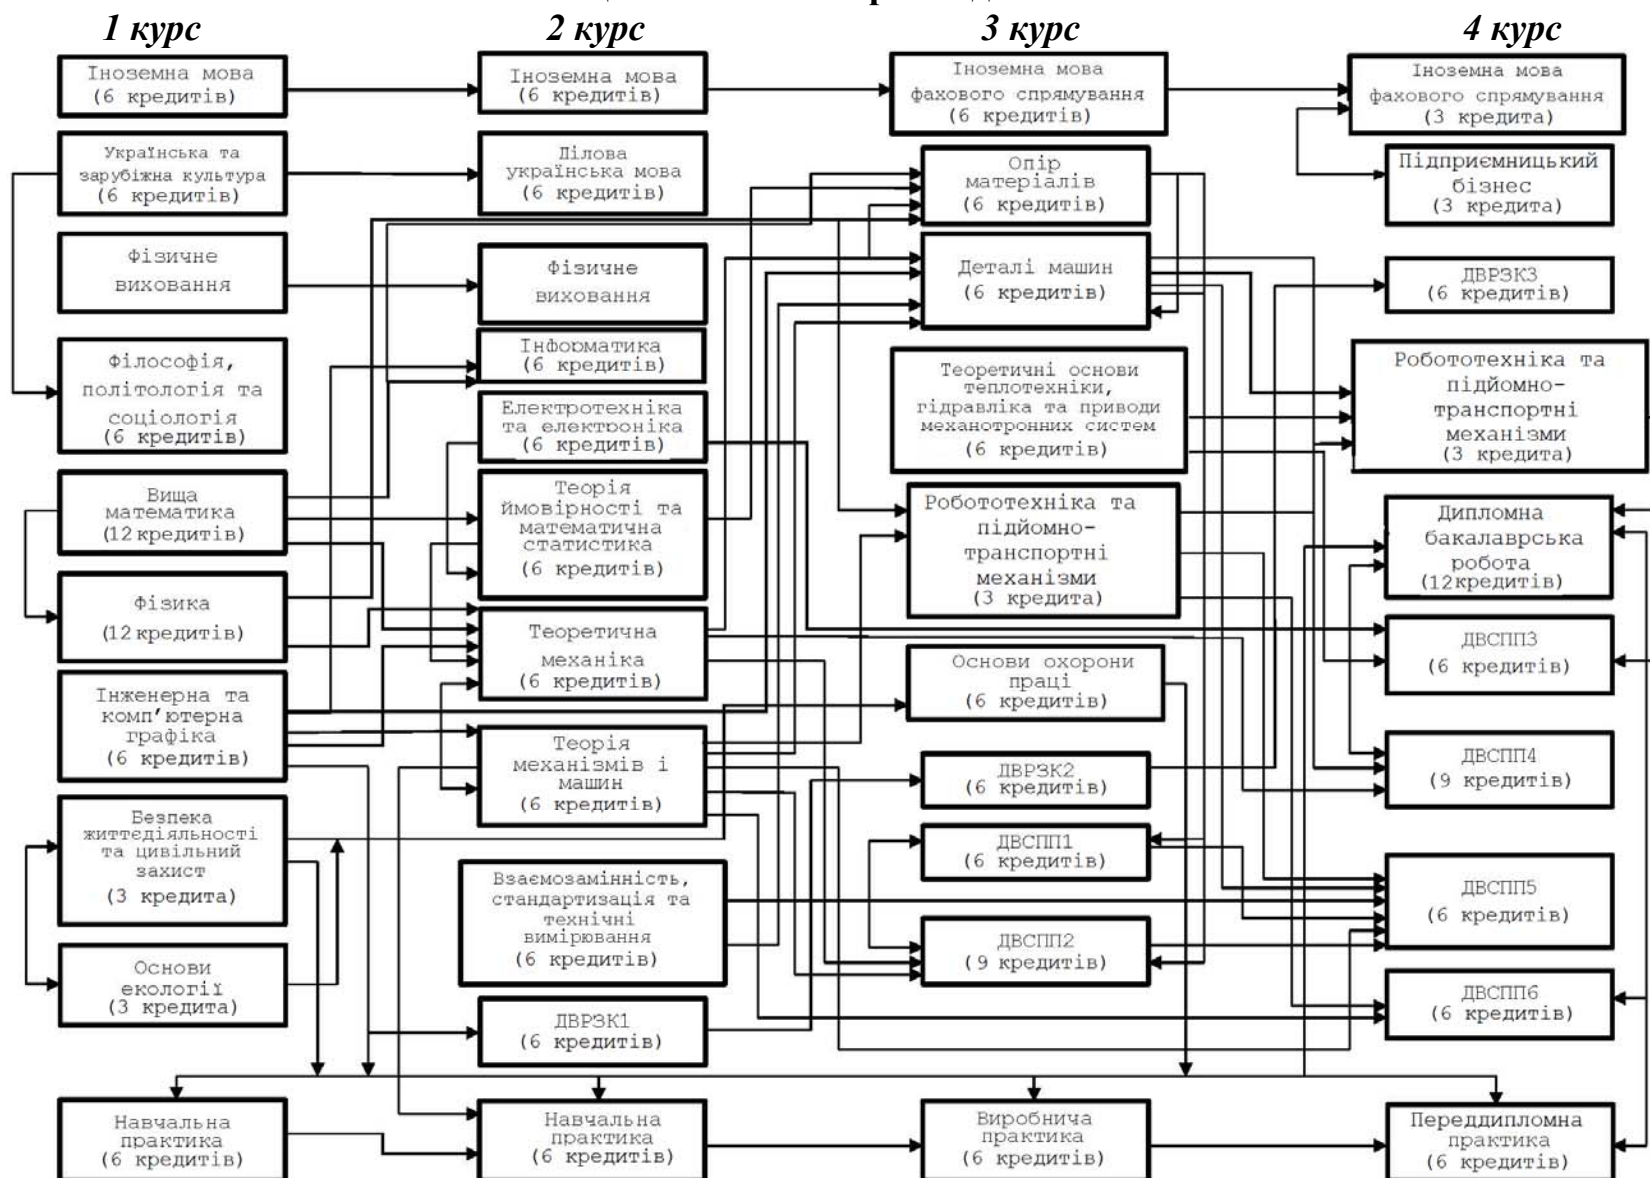 1 курс
2 курс
3 курс
4 курс
Іноземна мова
(6 кредитів)
Українська та
зарубіжна культура
(6 кредитів)
Фізичне
виховання
Філософія,
політологія та
соціологія
(6 кредитів)
Вища
математика
(12 кредитів)
Фізика
(12 кредитів)
Інженерна та
комп’ютерна
графіка
(6 кредитів)
Безпека
життєдіяльності
та цивільний
захист
(3 кредита)
Основи
екології
(3 кредита)
Навчальна
практика
(6 кредитів)
Іноземна мова
(6 кредитів)
Ділова
українська мова
(6 кредитів)
Фізичне
виховання
Інформатика
(6 кредитів)
Електротехніка
та електроніка
(6 кредитів)
Теорія
ймовірності та
математична
статистика
(6 кредитів)
Теоретична
механіка
(6 кредитів)
Теорія
механізмів і
машин
(6 кредитів)
Взаємозамінність,
стандартизація та
технічні
вимірювання
(6 кредитів)
ДВРЗК1
(6 кредитів)
Навчальна
практика
(6 кредитів)
Іноземна мова
фахового спрямування
(6 кредитів)
Опір
матеріалів
(6 кредитів)
Деталі машин
(6 кредитів)
Теоретичні основи
теплотехніки,
гідравліка та приводи
механотронних систем
(6 кредитів)
Робототехніка та
підйомно-
транспортні
механізми
(3 кредита)
Основи охорони
праці
(6 кредитів)
ДВРЗК2
(6 кредитів)
ДВСПП1
(6 кредитів)
ДВСПП2
(9 кредитів)
Виробнича
практика
(6 кредитів)
Іноземна мова
фахового спрямування
(3 кредита)
Підприємницький
бізнес
(3 кредита)
ДВРЗК3
(6 кредитів)
Робототехніка та
підйомно-
транспортні
механізми
(3 кредита)
Дипломна
бакалаврська
робота
(12кредитів)
ДВСПП3
(6 кредитів)
ДВСПП4
(9 кредитів)
ДВСПП5
(6 кредитів)
ДВСПП6
(6 кредитів)
Переддипломна
практика
(6 кредитів)